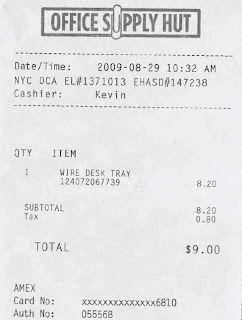 OFFICE SUPPLY HUT
Date/Time: 2009-08-29 10:32 AM
NYC DCA EL#1371013 EHASD#147238
Cashier: Kevin
QTY ITEM
1 WIRE DESK TRAY
124072067739 8.20
SUBTOTAL 8.20
Tax 0.80
TOTAL $9.00
AMEX
Card No: xxxxxxxxxxxxxx6810
Auth No: 055568